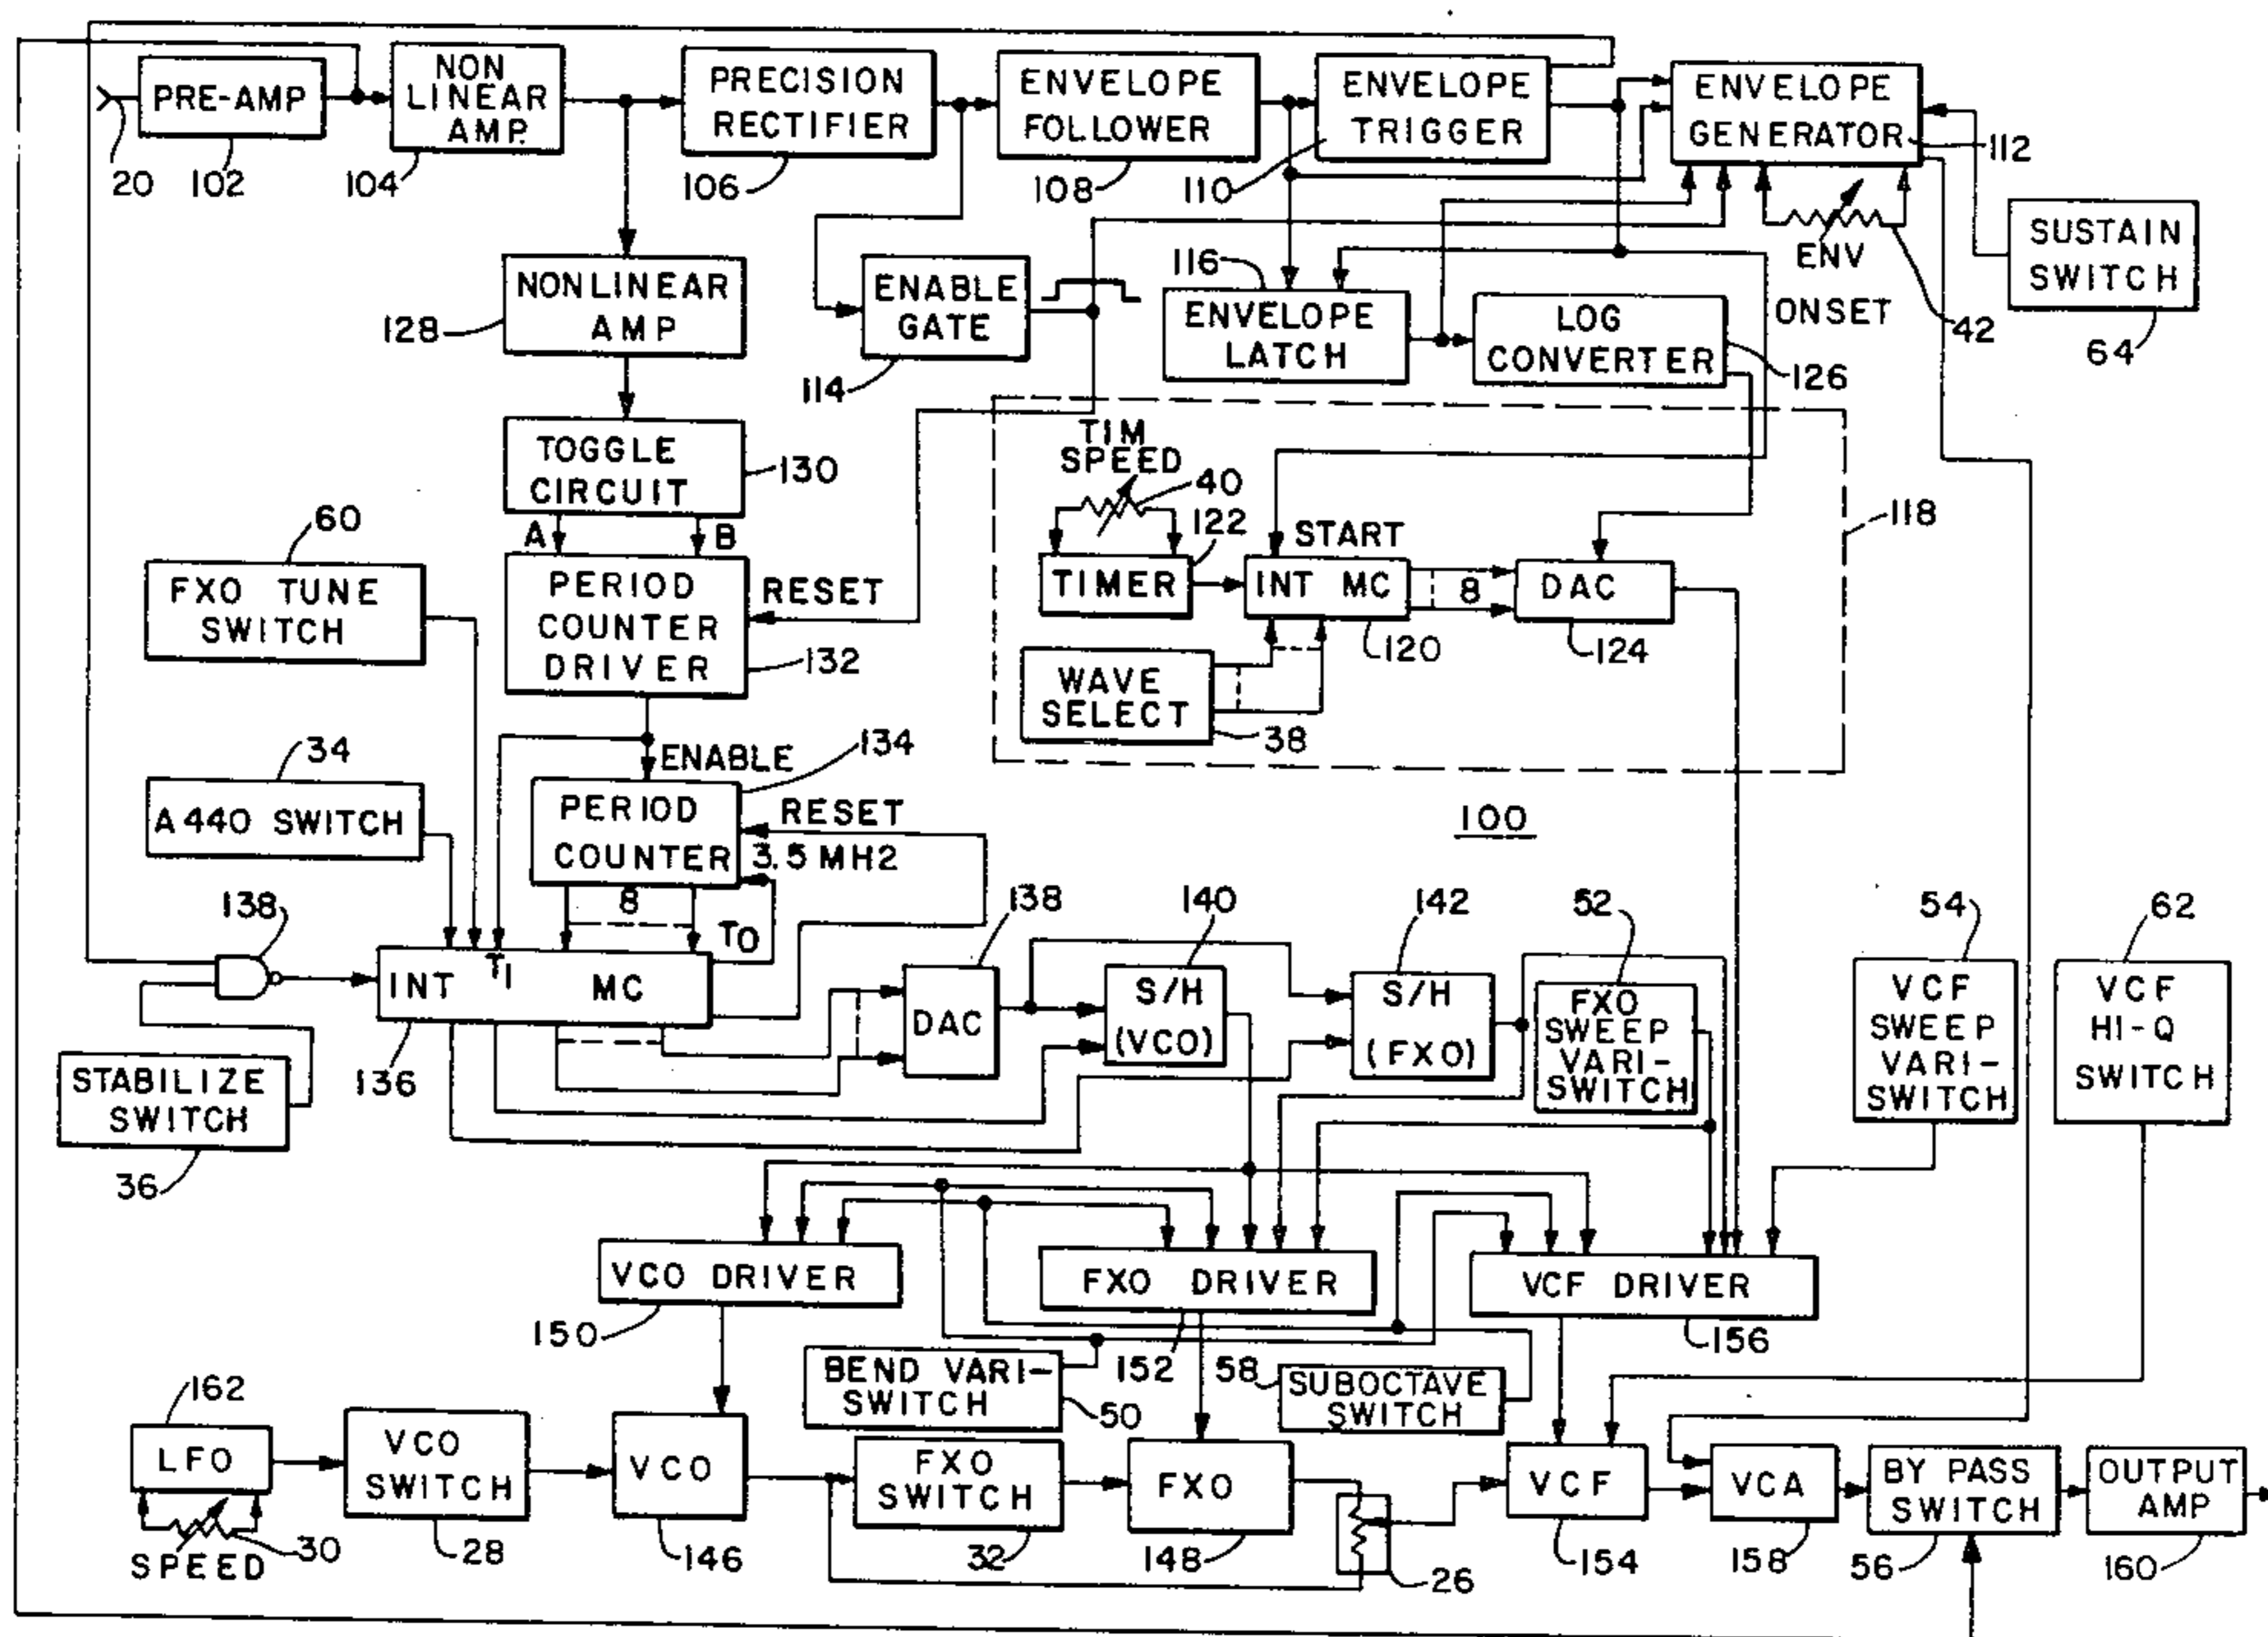 PRE-AMP
20
102
NON
LINEAR
AMP.
104
PRECISION
RECTIFIER
106
ENVELOPE
FOLLOWER
108
ENVELOPE
TRIGGER
110
ENVELOPE
GENERATOR
112
ENV
ONSET
42
SUSTAIN
SWITCH
64
NONLINEAR
AMP
128
ENABLE
GATE
114
116
ENVELOPE
LATCH
LOG
CONVERTER
126
TOGGLE
CIRCUIT
130
A
B
60
FXO TUNE
SWITCH
PERIOD
COUNTER
DRIVER
RESET
132
TIM
SPEED
40
122
TIMER
START
INT MC
120
8
DAC
124
118
WAVE
SELECT
38
34
A440 SWITCH
ENABLE
134
PERIOD
COUNTER
RESET
3.5 MH2
8
TO
100
138
INT
T1
MC
136
STABILIZE
SWITCH
36
138
DAC
140
S/H
(VCO)
142
S/H
(FXO)
52
FXO
SWEEP
VARI-
SWITCH
54
VCF
SWEEP
VARI-
SWITCH
62
VCF
HI-Q
SWITCH
VCO DRIVER
150
FXO DRIVER
152
VCF DRIVER
156
BEND VARI-
SWITCH
50
58
SUBOCTAVE
SWITCH
162
LFO
SPEED
30
VCO
SWITCH
28
VCO
146
FXO
SWITCH
32
FXO
148
26
VCF
154
VCA
158
BY PASS
SWITCH
56
OUTPUT
AMP
160